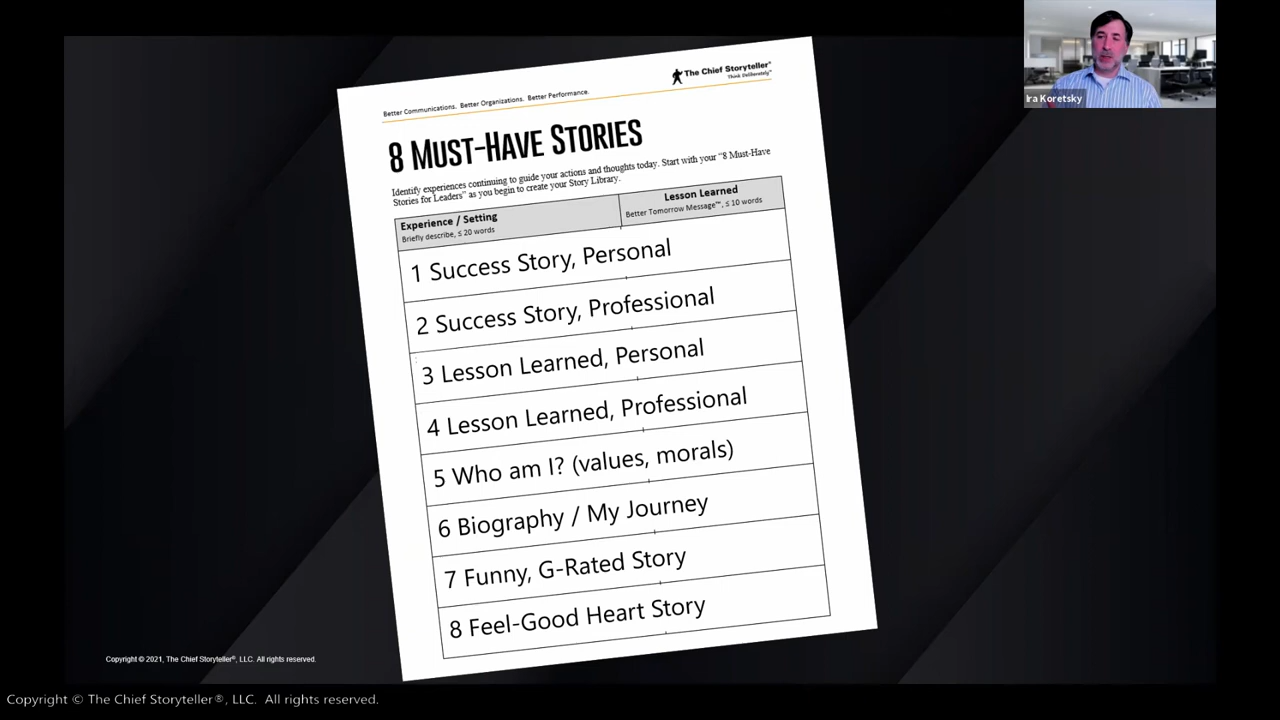 Ira Koretsky
The Chief Storyteller®
Think Deliberately™
Better Communications. Better Organizations. Better Performance.
8 MUST-HAVE STORIES
Identify experiences continuing to guide your actions and thoughts today. Start with your “8 Must-Have
Stories for Leaders” as you begin to create your Story Library.
Experience / Setting
Briefly describe, ≤ 20 words
Lesson Learned
Better Tomorrow Message™, ≤ 10 words
1 Success Story, Personal
2 Success Story, Professional
3 Lesson Learned, Personal
4 Lesson Learned, Professional
5 Who am I? (values, morals)
6 Biography / My Journey
7 Funny, G-Rated Story
8 Feel-Good Heart Story
Copyright © 2021, The Chief Storyteller®, LLC. All rights reserved.
Copyright © The Chief Storyteller®, LLC. All rights reserved.